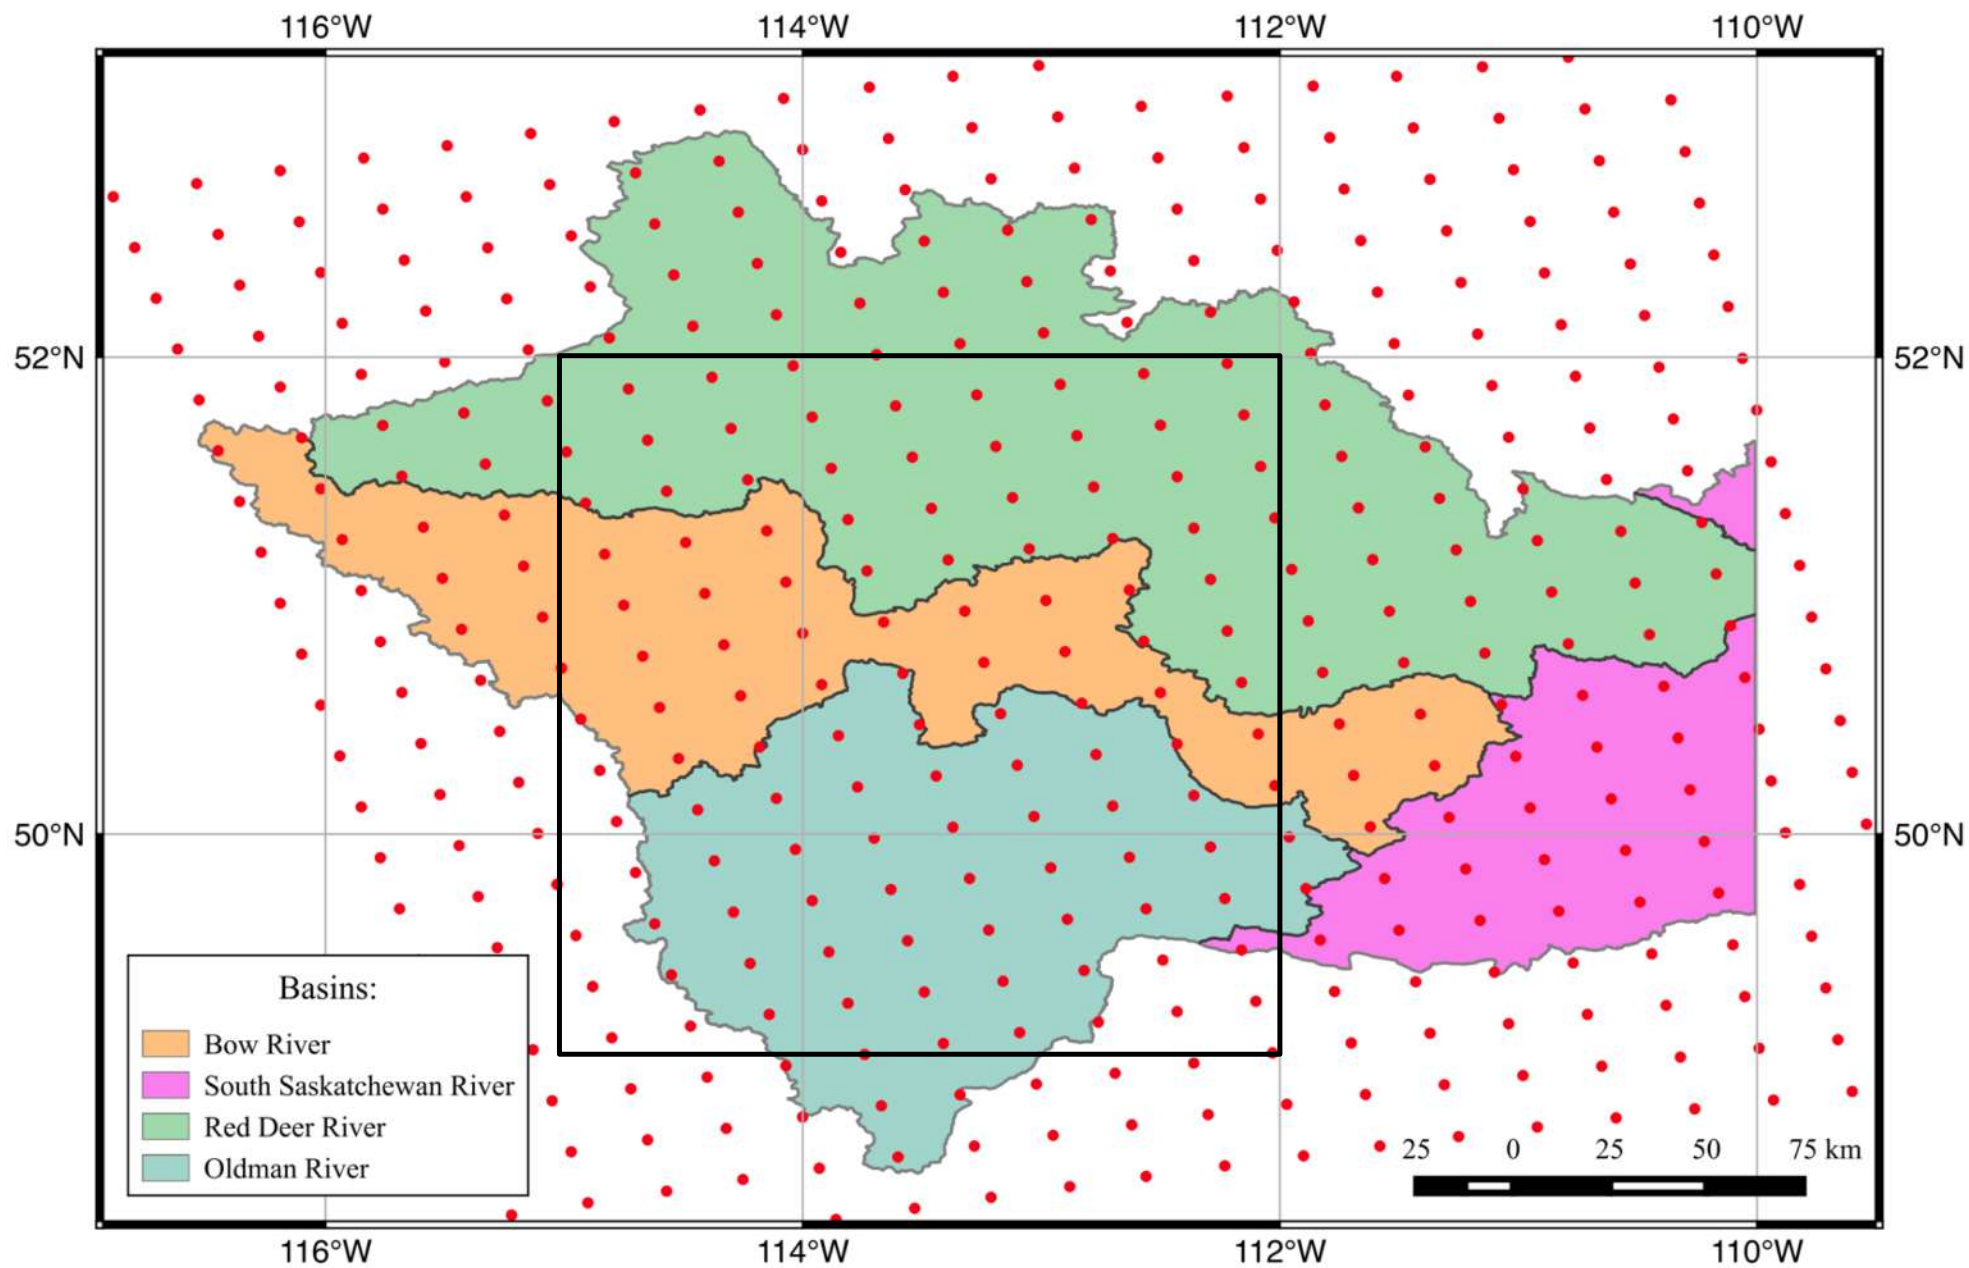 116°W 114°W 112°W 110°W
52°N 52°N
50°N 50°N
Basins:
Bow River
South Saskatchewan River
Red Deer River
Oldman River
25 0 25 50 75 km
116°W 114°W 112°W 110°W